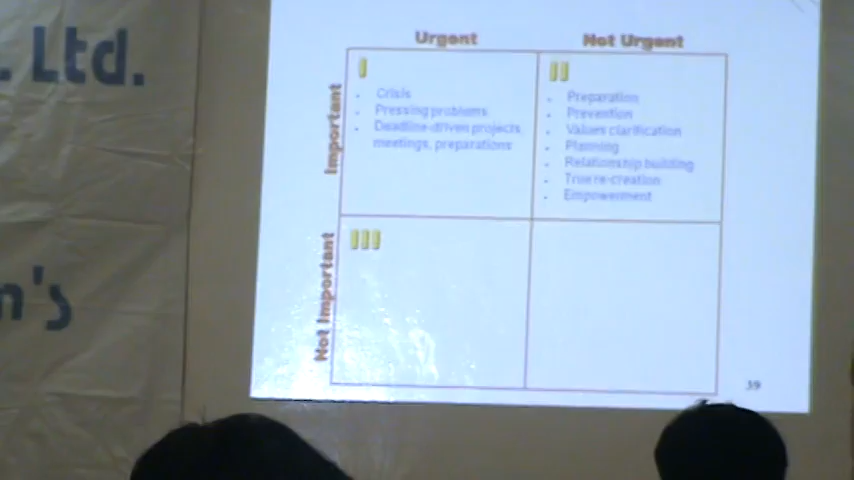 . Ltd.
n's
Urgent
Not Urgent
Important
I
• Crisis
• Pressing problems
• Deadline-driven projects
meetings, preparations
II
• Preparation
• Prevention
• Values clarification
• Planning
• Relationship building
• True re-creation
• Empowerment
Not Important
III
39